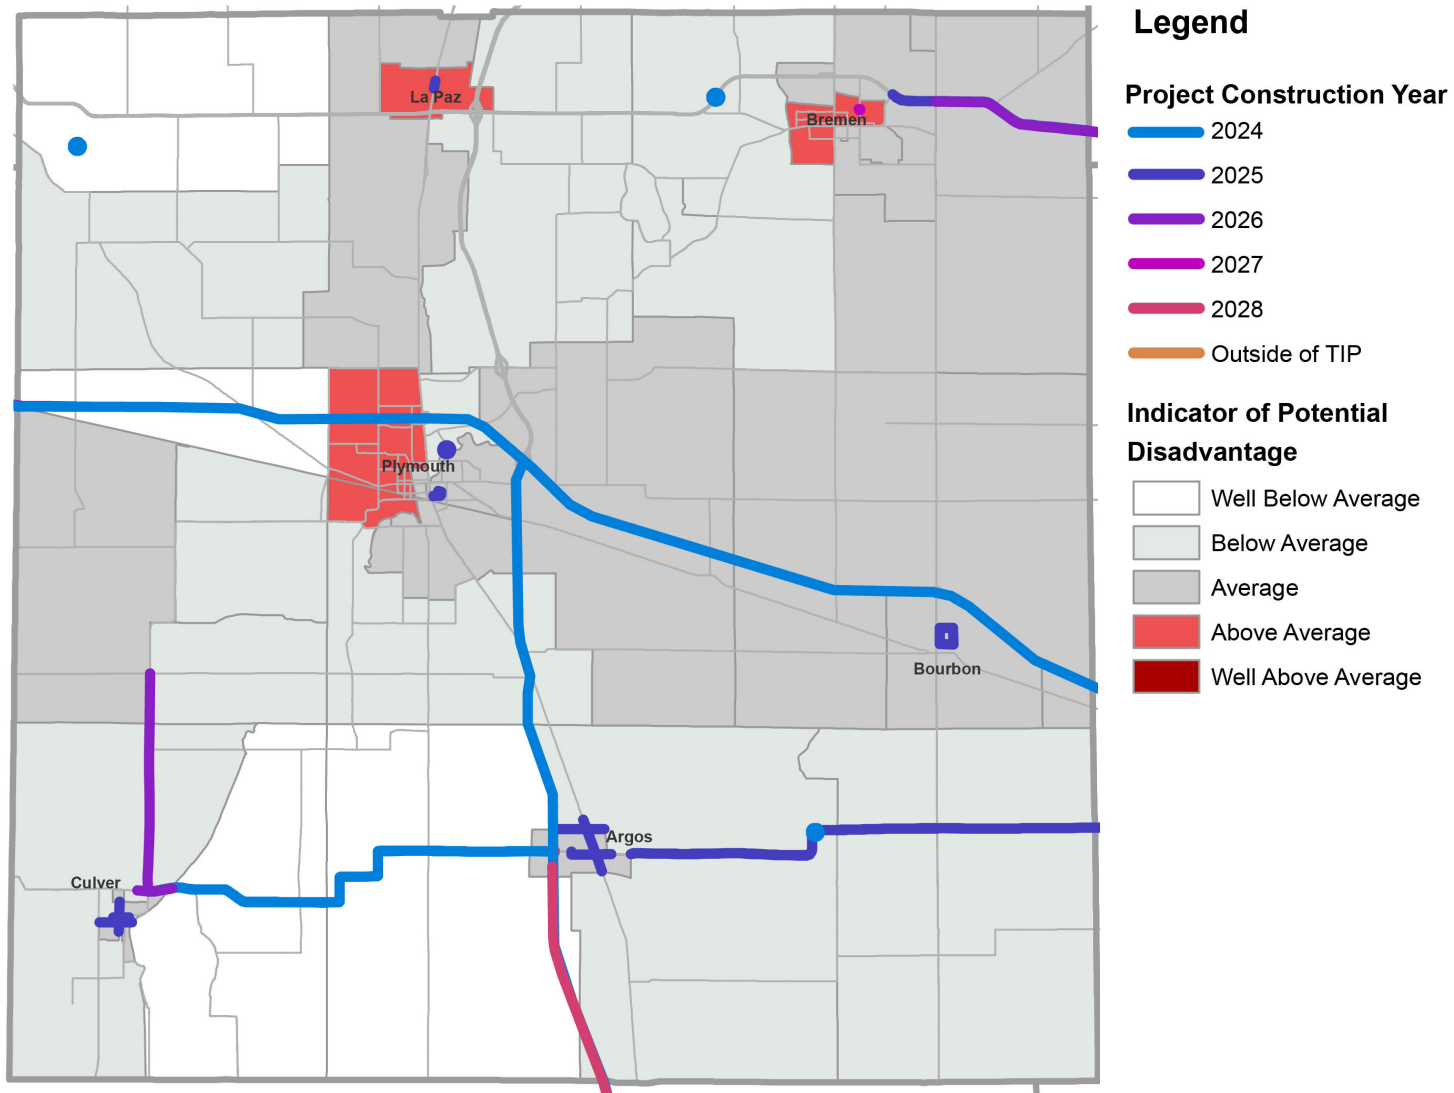 Legend
Project Construction Year
2024
2025
2026
2027
2028
Outside of TIP
Indicator of Potential
Disadvantage
Well Below Average
Below Average
Average
Above Average
Well Above Average
La Paz
Bremen
Plymouth
Bourbon
Argos
Culver